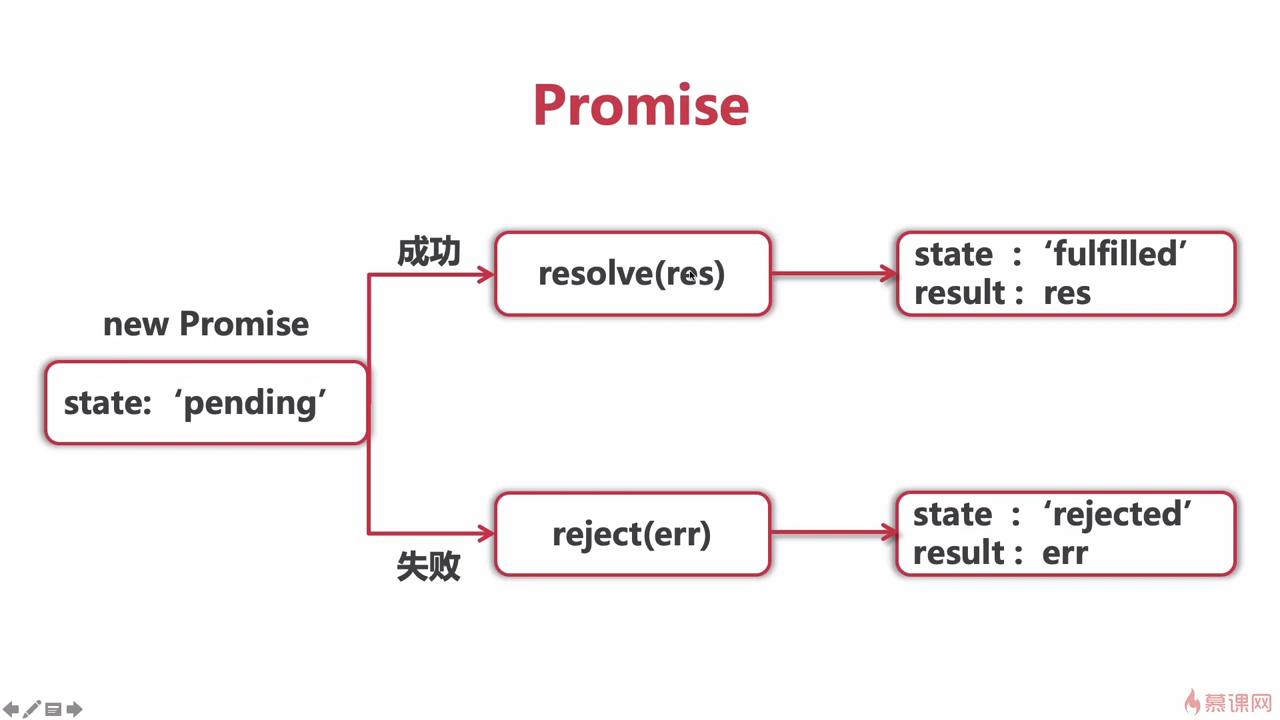 Promise
成功
resolve(res)
state : ‘fulfilled’
result : res
new Promise
state: ‘pending’
失败
reject(err)
state : ‘rejected’
result : err
慕课网